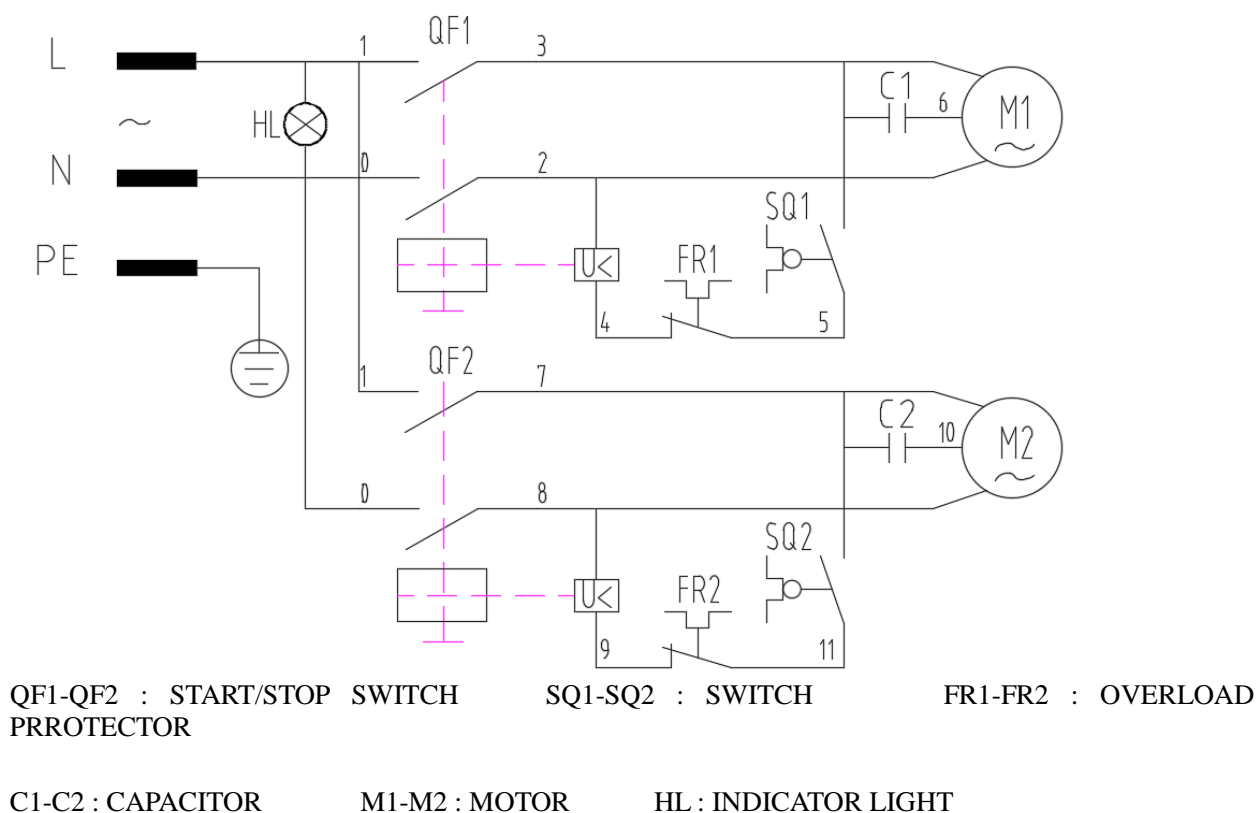 L
1
QF1
3
C1
6
M1
HL
N
0
2
SQ1
PE
U<
FR1
4
5
QF2
1
7
C2
10
M2
0
8
SQ2
U<
FR2
9
11
QF1-QF2 : START/STOP SWITCH SQ1-SQ2 : SWITCH FR1-FR2 : OVERLOAD
PRROTECTOR
C1-C2 : CAPACITOR M1-M2 : MOTOR HL : INDICATOR LIGHT